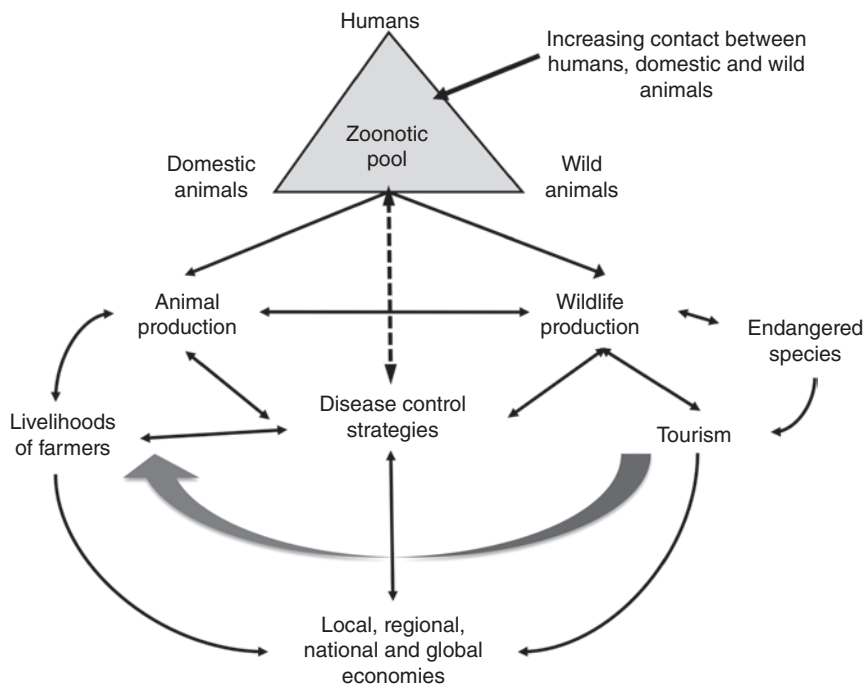 Humans
Increasing contact between
humans, domestic and wild
animals
Zoonotic
pool
Domestic
animals
Wild
animals
Animal
production
Wildlife
production
Endangered
species
Livelihoods
of farmers
Disease control
strategies
Tourism
Local, regional,
national and global
economies